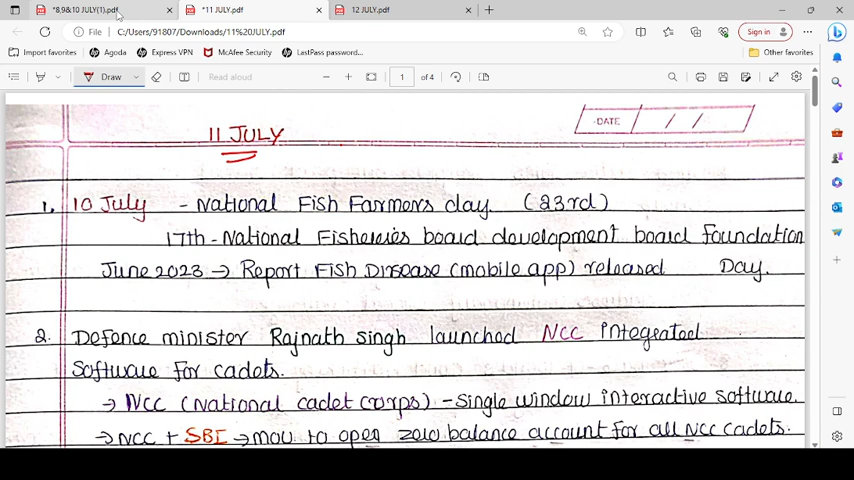 *8,9&10 JULY(1).pdf
*11 JULY.pdf
12 JULY.pdf
File
C:/Users/91807/Downloads/11%20JULY.pdf
Sign in
Import favorites
Agoda
Express VPN
McAfee Security
LastPass password...
Other favorites
Draw
Read aloud
1 of 4
11 JULY
DATE / /
1. 10 July - National Fish Farmers day. (23rd)
17th - National Fisheries board development board Foundation
June 2023 → Report Fish Disease (mobile app) released Day.
2. Defence minister Rajnath singh launched NCC integrated
Software for cadets.
→ NCC (National cadet corps) - single window interactive software.
→ NCC + SBI → mou to open zero balance account for all NCC cadets.